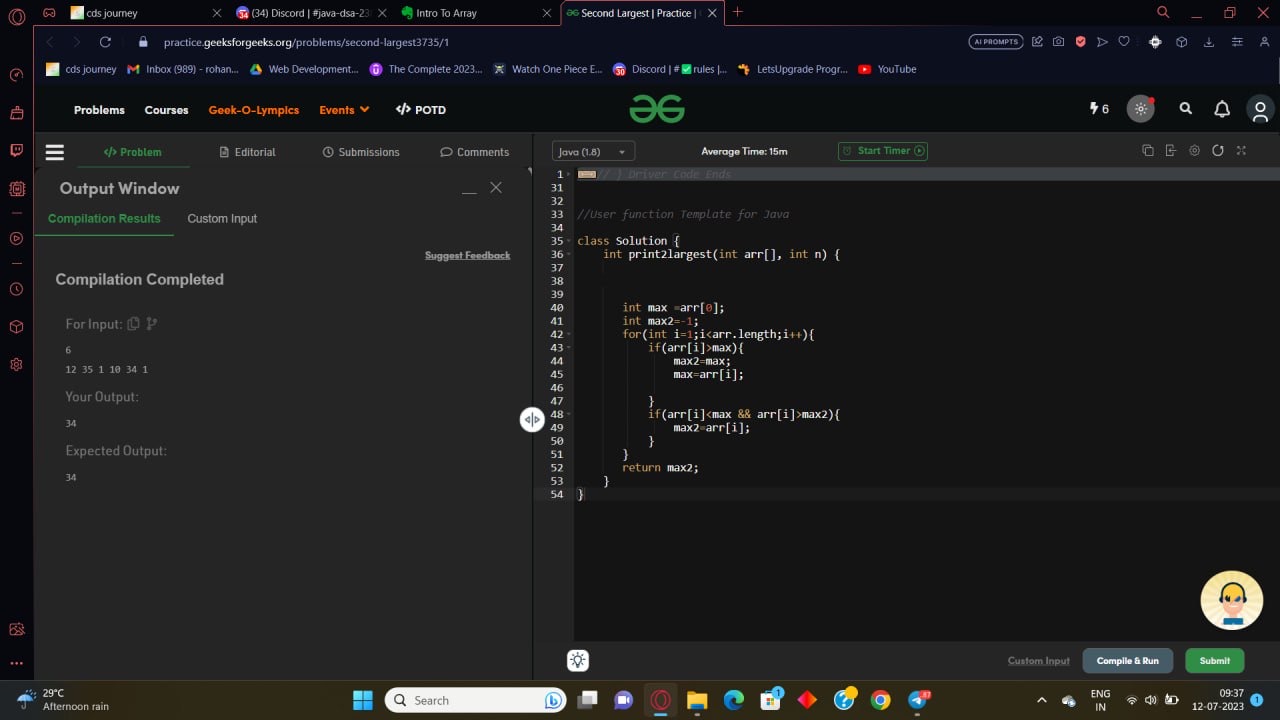 cds journey
(34) Discord | #java-dsa-23
Intro To Array
Second Largest | Practice |
practice.geeksforgeeks.org/problems/second-largest3735/1
AI PROMPTS
cds journey
Inbox (989) - rohan...
Web Development...
The Complete 2023...
Watch One Piece E...
Discord | #✅rules |...
LetsUpgrade Progr...
YouTube
Problems
Courses
Geek-O-Lympics
Events
</> POTD
6
</> Problem
Editorial
Submissions
Comments
Java (1.8)
Average Time: 15m
Start Timer
Output Window
Compilation Results
Custom Input
Suggest Feedback
Compilation Completed
For Input:
6
12 35 1 10 34 1
Your Output:
34
Expected Output:
34
1 // } Driver Code Ends
31
32
33 //User function Template for Java
34
35 class Solution {
36 int print2largest(int arr[], int n) {
37
38
39
40 int max =arr[0];
41 int max2=-1;
42 for(int i=1;i<arr.length;i++){
43 if(arr[i]>max){
44 max2=max;
45 max=arr[i];
46
47 }
48 if(arr[i]<max && arr[i]>max2){
49 max2=arr[i];
50 }
51 }
52 return max2;
53 }
54 }
Custom Input
Compile & Run
Submit
29°C
Afternoon rain
Search
1
87
ENG
IN
09:37
12-07-2023
1